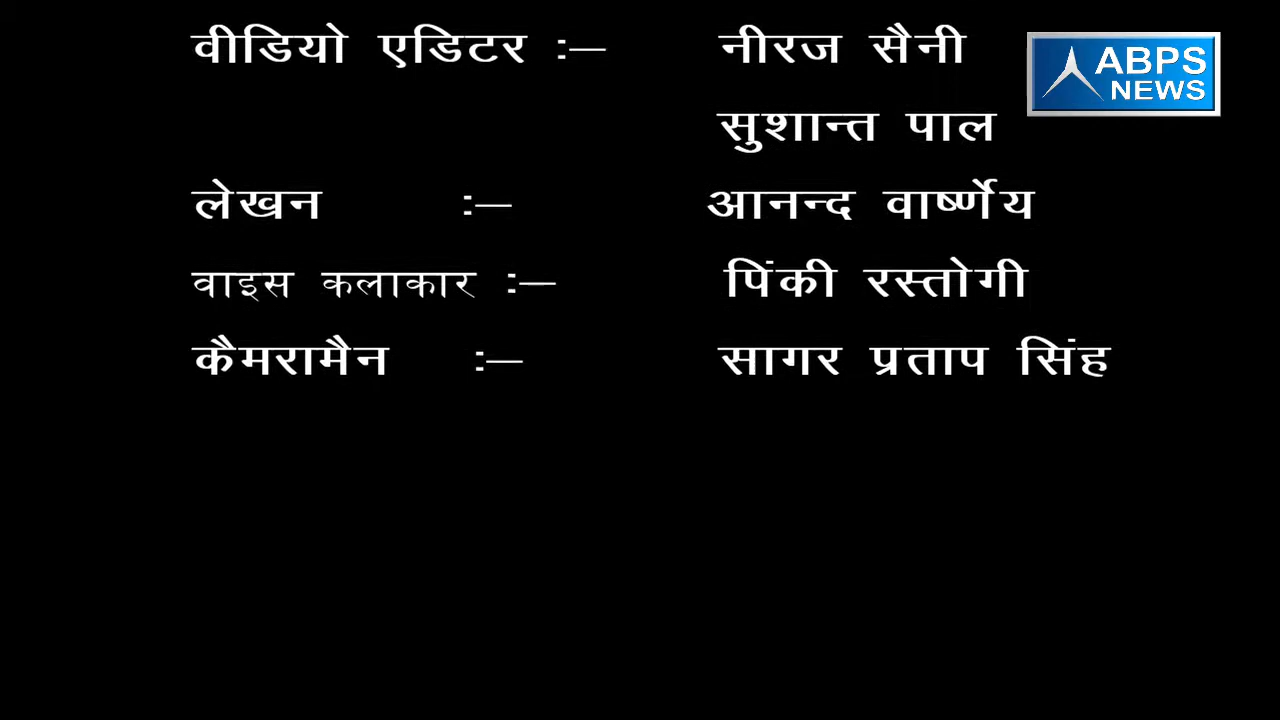 वीडियो एडिटर :— नीरज सैनी
ABPS
NEWS
सुशान्त पाल
लेखन :— आनन्द वार्ष्णेय
वाइस कलाकार :— पिंकी रस्तोगी
कैमरामैन :— सागर प्रताप सिंह